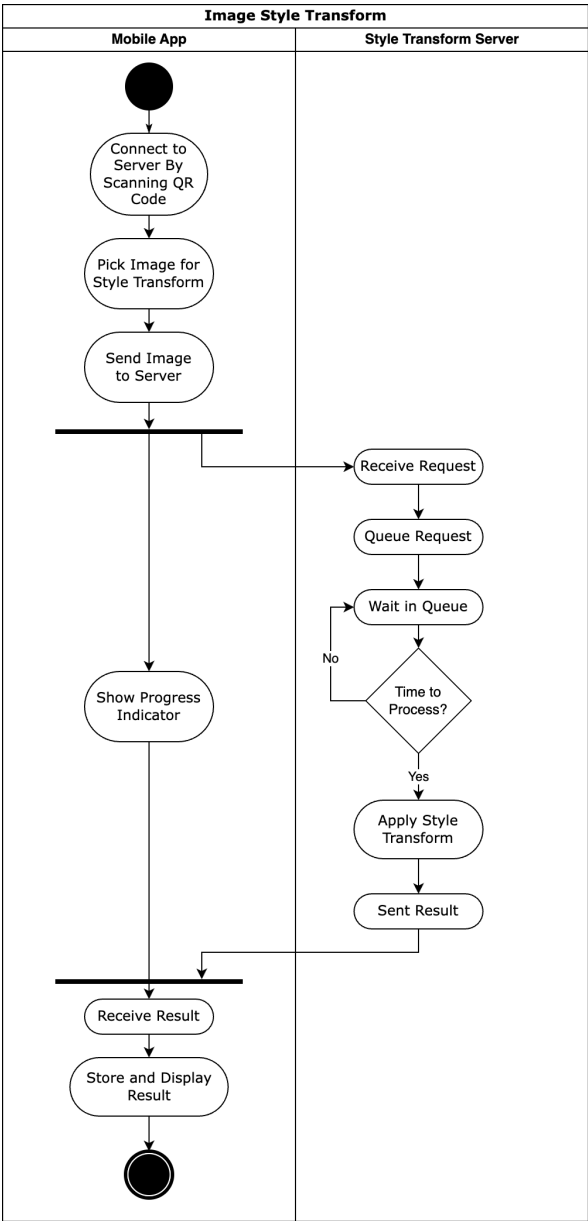 Image Style Transform
Mobile App
Style Transform Server
Connect to
Server By
Scanning QR
Code
Pick Image for
Style Transform
Send Image
to Server
Receive Request
Queue Request
Wait in Queue
No
Time to
Process?
Show Progress
Indicator
Yes
Apply Style
Transform
Sent Result
Receive Result
Store and Display
Result